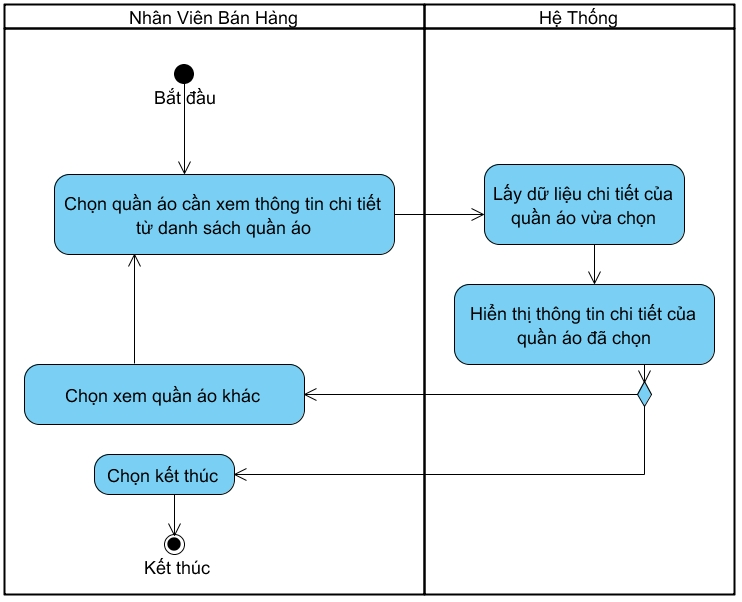 Nhân Viên Bán Hàng
Hệ Thống
Bắt đầu
Chọn quần áo cần xem thông tin chi tiết
từ danh sách quần áo
Lấy dữ liệu chi tiết của
quần áo vừa chọn
Hiển thị thông tin chi tiết của
quần áo đã chọn
Chọn xem quần áo khác
Chọn kết thúc
Kết thúc